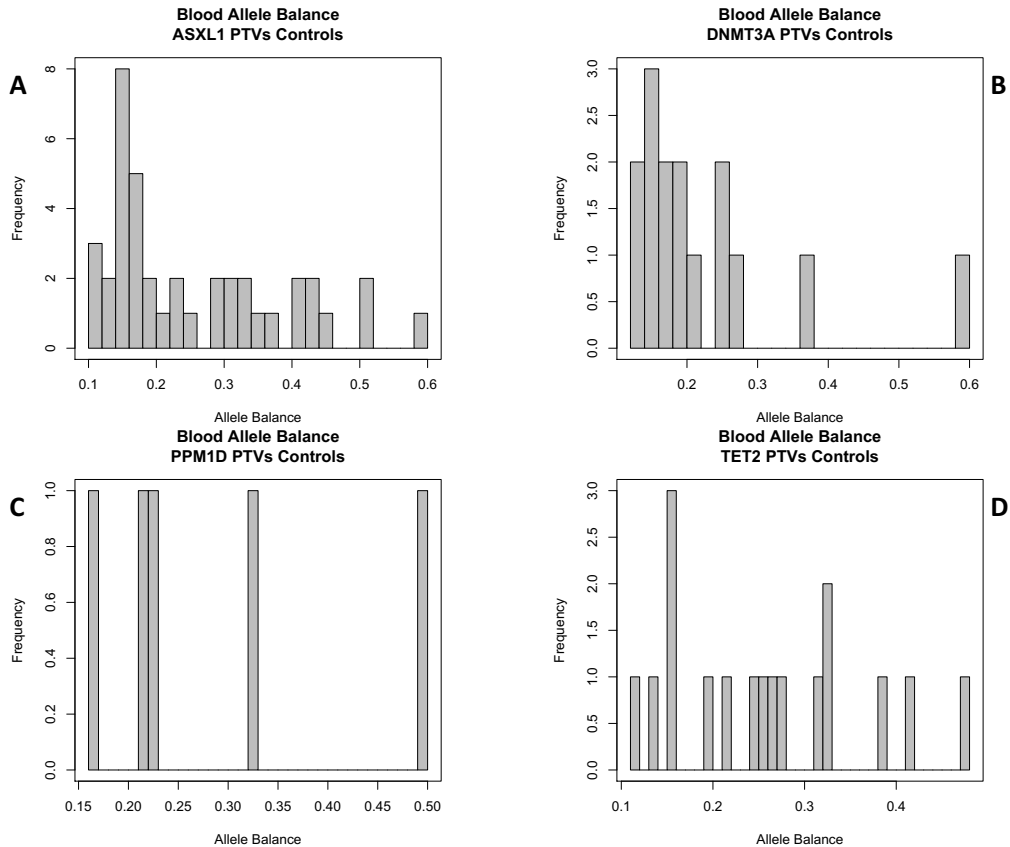 Blood Allele Balance
ASXL1 PTVs Controls
A
Frequency
0
2
4
6
8
0.1 0.2 0.3 0.4 0.5 0.6
Allele Balance
Blood Allele Balance
DNMT3A PTVs Controls
B
Frequency
0.0 0.5 1.0 1.5 2.0 2.5 3.0
0.2 0.3 0.4 0.5 0.6
Allele Balance
Blood Allele Balance
PPM1D PTVs Controls
C
Frequency
0.0 0.2 0.4 0.6 0.8 1.0
0.15 0.20 0.25 0.30 0.35 0.40 0.45 0.50
Allele Balance
Blood Allele Balance
TET2 PTVs Controls
D
Frequency
0.0 0.5 1.0 1.5 2.0 2.5 3.0
0.1 0.2 0.3 0.4
Allele Balance